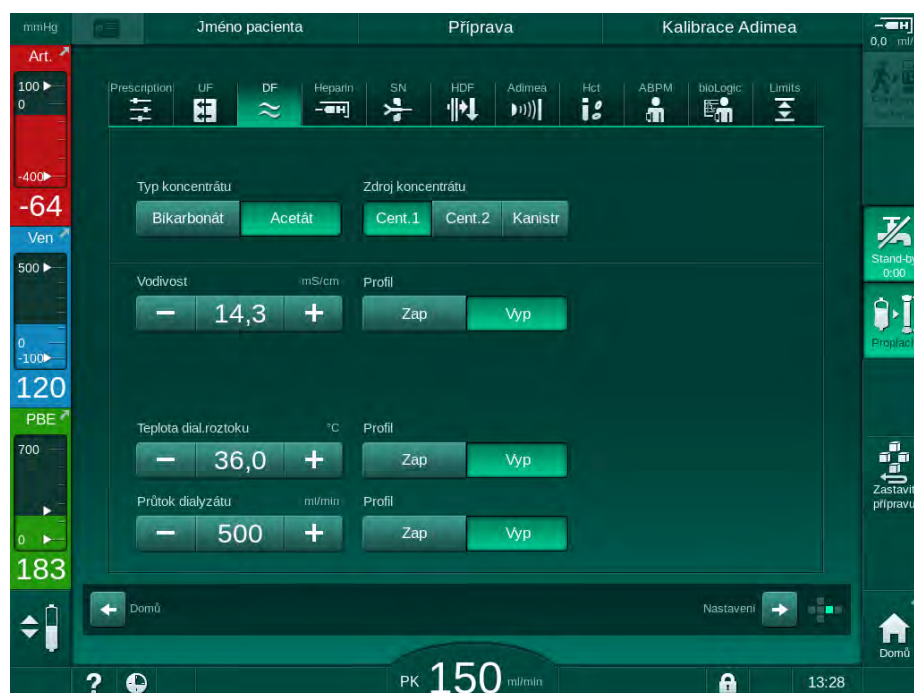 mmHg
Jméno pacienta
Příprava
Kalibrace Adimea
H
0,0 ml/
Art.
100
0
-400
-64
Ven
500
0
-100
120
PBE
700
0
183
Prescription UF DF Heparin SN HDF Adimea Hct ABPM bioLogic Limits
H
Typ koncentrátu
Zdroj koncentrátu
Bikarbonát Acetát
Cent.1 Cent.2 Kanistr
Vodivost mS/cm Profil
− 14,3 +
Zap Vyp
Teplota dial.roztoku °C Profil
− 36,0 +
Zap Vyp
Průtok dialyzátu ml/min Profil
− 500 +
Zap Vyp
Stand-by
0:00
Proplach
Zastavit
přípravu
Domů
Nastavení
Domů
?
PK 150 ml/min
13:28